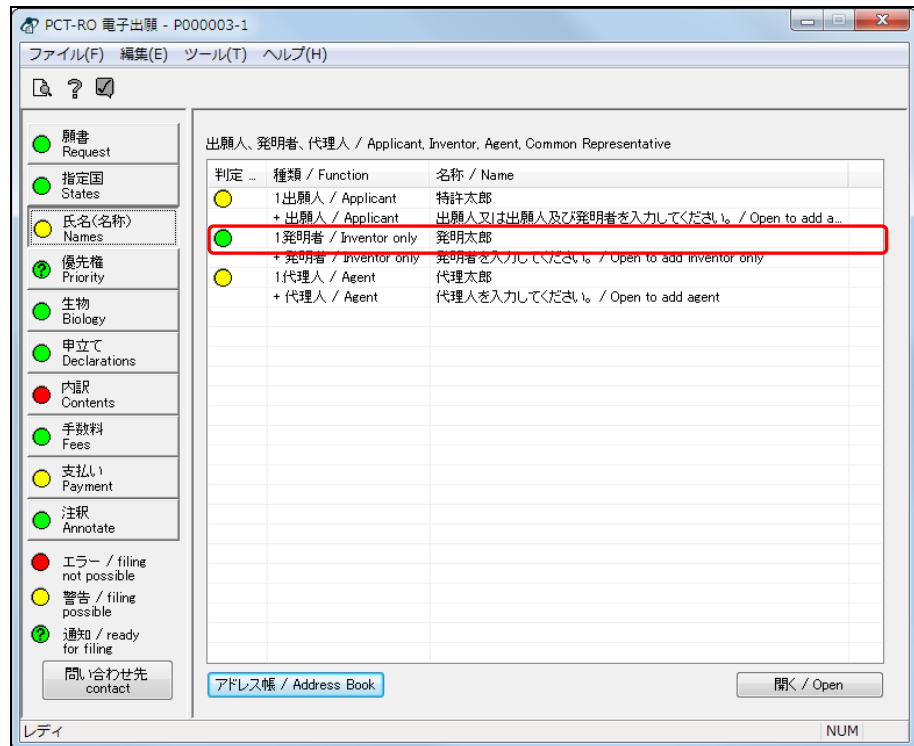 PCT-RO 電子出願 - P000003-1
ファイル(F) 編集(E) ツール(T) ヘルプ(H)
願書
Request
指定国
States
氏名(名称)
Names
優先権
Priority
生物
Biology
申立て
Declarations
内訳
Contents
手数料
Fees
支払い
Payment
注釈
Annotate
エラー / filing
not possible
警告 / filing
possible
通知 / ready
for filing
問い合わせ先
contact
出願人、発明者、代理人 / Applicant, Inventor, Agent, Common Representative
判定 ... 種類 / Function 名称 / Name
1出願人 / Applicant 特許太郎
+ 出願人 / Applicant 出願人又は出願人及び発明者を入力してください。 / Open to add a...
1発明者 / Inventor only 発明太郎
+ 発明者 / Inventor only 発明者を入力してください。 / Open to add inventor only
1代理人 / Agent 代理太郎
+ 代理人 / Agent 代理人を入力してください。 / Open to add agent
アドレス帳 / Address Book 開く / Open
レディ NUM